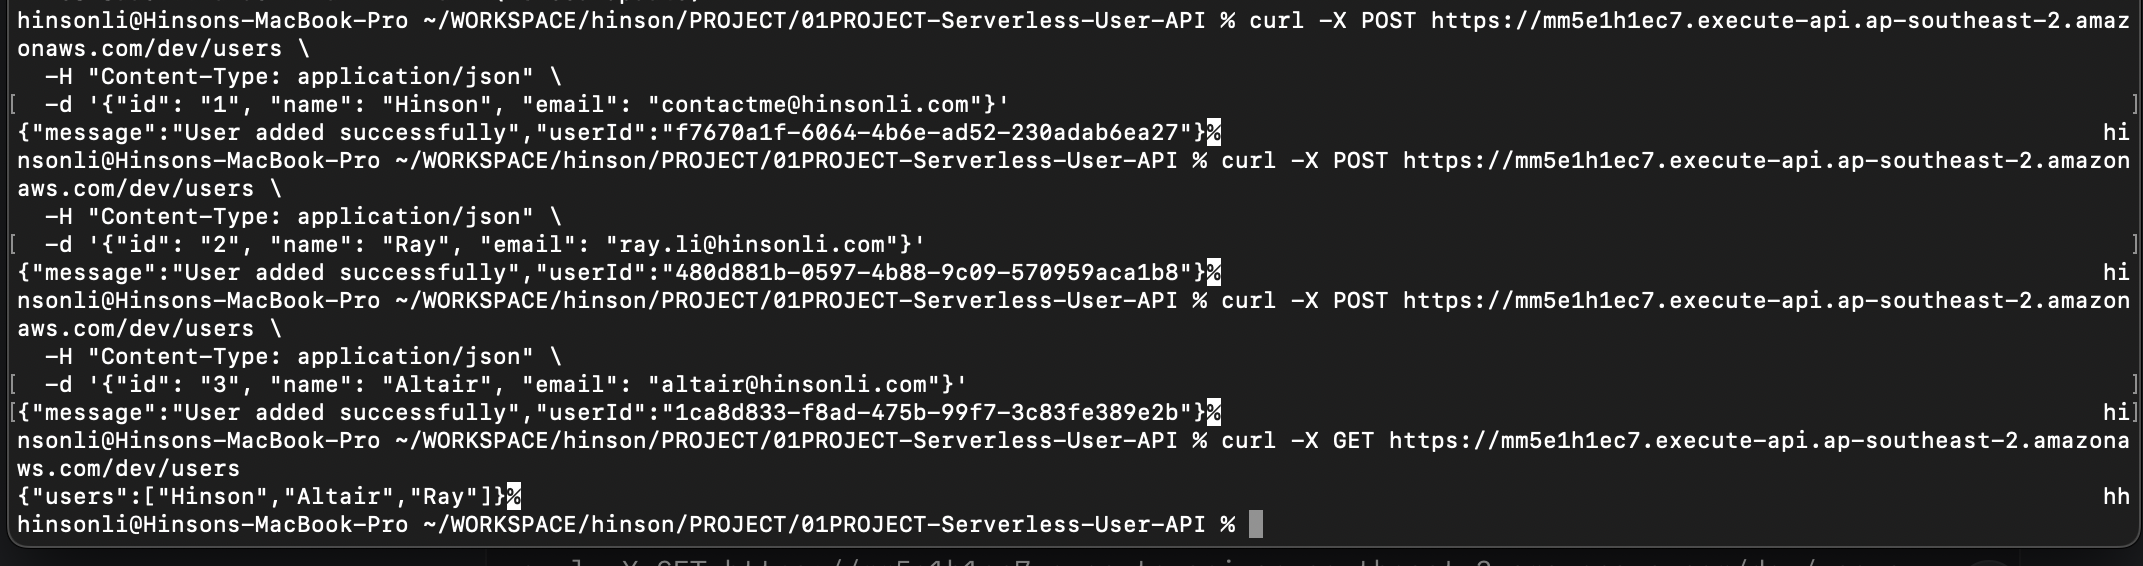 hinsonli@Hinsons-MacBook-Pro ~/WORKSPACE/hinson/PROJECT/01PROJECT-Serverless-User-API % curl -X POST https://mm5e1h1ec7.execute-api.ap-southeast-2.amaz
onaws.com/dev/users \
-H "Content-Type: application/json" \
[ -d '{"id": "1", "name": "Hinson", "email": "contactme@hinsonli.com"}' ]
{"message":"User added successfully","userId":"f7670a1f-6064-4b6e-ad52-230adab6ea27"}% hi
nsonli@Hinsons-MacBook-Pro ~/WORKSPACE/hinson/PROJECT/01PROJECT-Serverless-User-API % curl -X POST https://mm5e1h1ec7.execute-api.ap-southeast-2.amazon
aws.com/dev/users \
-H "Content-Type: application/json" \
[ -d '{"id": "2", "name": "Ray", "email": "ray.li@hinsonli.com"}' ]
{"message":"User added successfully","userId":"480d881b-0597-4b88-9c09-570959aca1b8"}% hi
nsonli@Hinsons-MacBook-Pro ~/WORKSPACE/hinson/PROJECT/01PROJECT-Serverless-User-API % curl -X POST https://mm5e1h1ec7.execute-api.ap-southeast-2.amazon
aws.com/dev/users \
-H "Content-Type: application/json" \
[ -d '{"id": "3", "name": "Altair", "email": "altair@hinsonli.com"}' ]
[{"message":"User added successfully","userId":"1ca8d833-f8ad-475b-99f7-3c83fe389e2b"}% hi]
nsonli@Hinsons-MacBook-Pro ~/WORKSPACE/hinson/PROJECT/01PROJECT-Serverless-User-API % curl -X GET https://mm5e1h1ec7.execute-api.ap-southeast-2.amazona
ws.com/dev/users
{"users":["Hinson","Altair","Ray"]}% hh
hinsonli@Hinsons-MacBook-Pro ~/WORKSPACE/hinson/PROJECT/01PROJECT-Serverless-User-API %